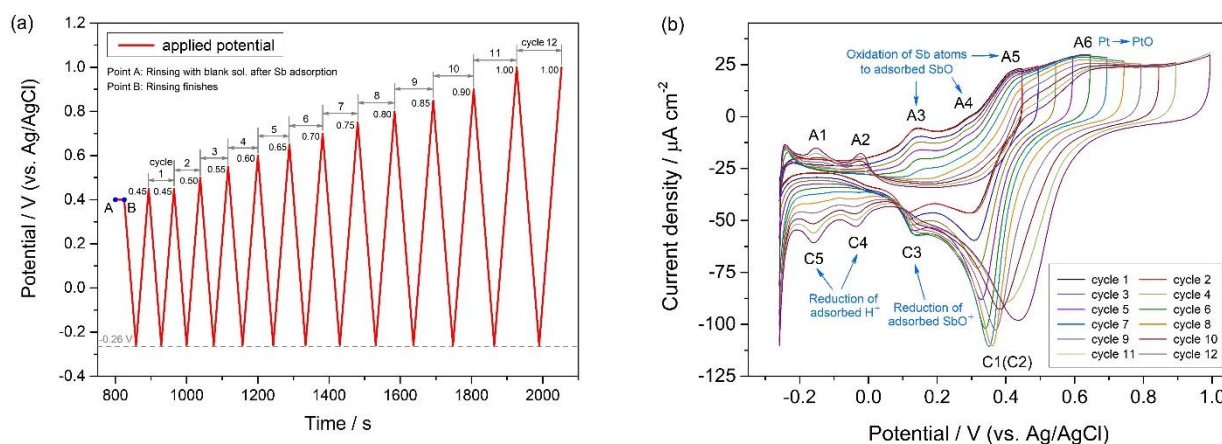 (a)
applied potential
Point A: Rinsing with blank sol. after Sb adsorption
Point B: Rinsing finishes
Potential / V (vs. Ag/AgCl)
1.2
1.0
0.8
0.6
0.4
0.2
0.0
-0.2
-0.4
A
B
-0.26 V
cycle
1
2
3
4
5
6
7
8
9
10
11
cycle 12
0.45
0.45
0.50
0.55
0.60
0.65
0.70
0.75
0.80
0.85
0.90
1.00
1.00
800 1000 1200 1400 1600 1800 2000
Time / s
(b)
Current density / µA cm⁻²
50
25
0
-25
-50
-75
-100
-125
A6 Pt → PtO
Oxidation of Sb atoms
to adsorbed SbO
A5
A4
A3
A1
A2
C5
C4
C3
Reduction of
adsorbed H⁺
Reduction of
adsorbed SbO⁺
C1(C2)
cycle 1 cycle 2
cycle 3 cycle 4
cycle 5 cycle 6
cycle 7 cycle 8
cycle 9 cycle 10
cycle 11 cycle 12
-0.2 0.0 0.2 0.4 0.6 0.8 1.0
Potential / V (vs. Ag/AgCl)